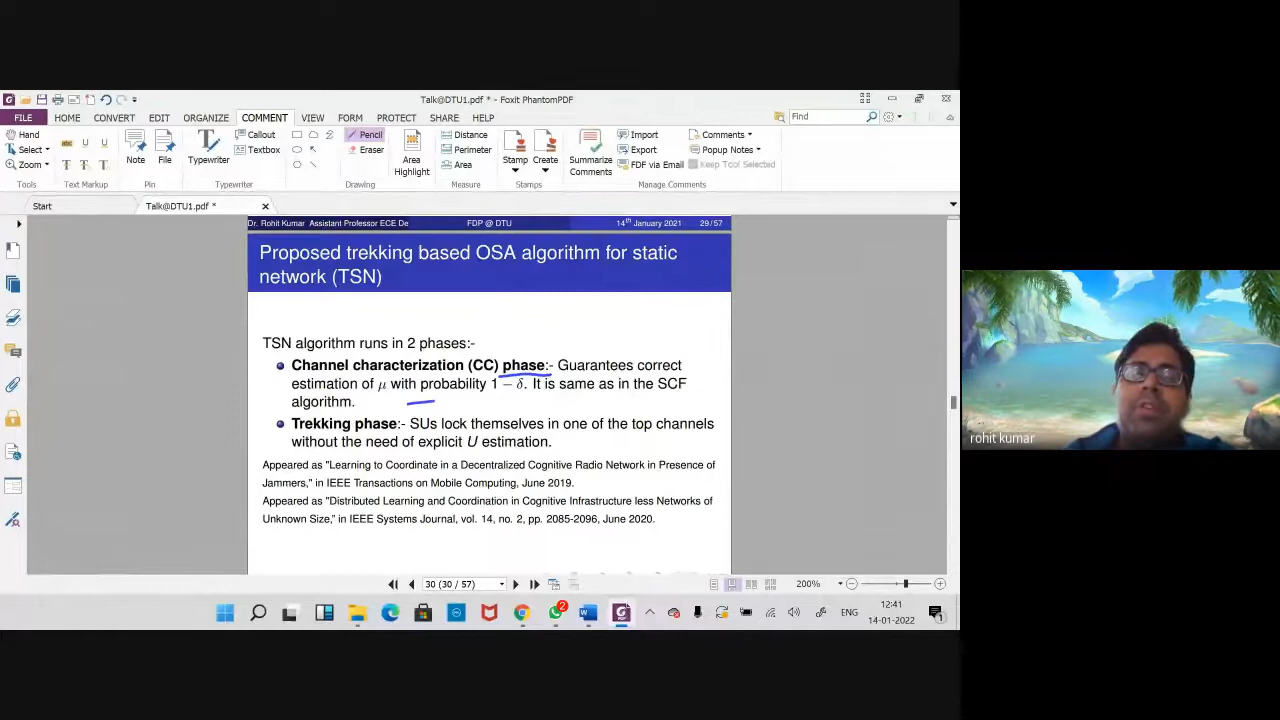 Talk@DTU1.pdf * - Foxit PhantomPDF
FILE HOME CONVERT EDIT ORGANIZE COMMENT VIEW FORM PROTECT SHARE HELP Find
Hand
Select
Zoom
Tools
U U
T T T
Text Markup
Note File
Pin
Typewriter
Callout
Textbox
Typewriter
Pencil
Eraser
Drawing
Area
Highlight
Distance
Perimeter
Area
Measure
Stamp Create
Stamps
Summarize
Comments
Import
Export
FDF via Email
Comments
Popup Notes
Keep Tool Selected
Manage Comments
Start Talk@DTU1.pdf *
Dr. Rohit Kumar Assistant Professor ECE De FDP @ DTU 14th January 2021 29/57
Proposed trekking based OSA algorithm for static
network (TSN)
TSN algorithm runs in 2 phases:-
Channel characterization (CC) phase:- Guarantees correct
estimation of μ with probability 1 − δ. It is same as in the SCF
algorithm.
Trekking phase:- SUs lock themselves in one of the top channels
without the need of explicit U estimation.
Appeared as "Learning to Coordinate in a Decentralized Cognitive Radio Network in Presence of
Jammers," in IEEE Transactions on Mobile Computing, June 2019.
Appeared as "Distributed Learning and Coordination in Cognitive Infrastructure less Networks of
Unknown Size," in IEEE Systems Journal, vol. 14, no. 2, pp. 2085-2096, June 2020.
30 (30 / 57) 200%
2 ENG 12:41
14-01-2022 1
rohit kumar